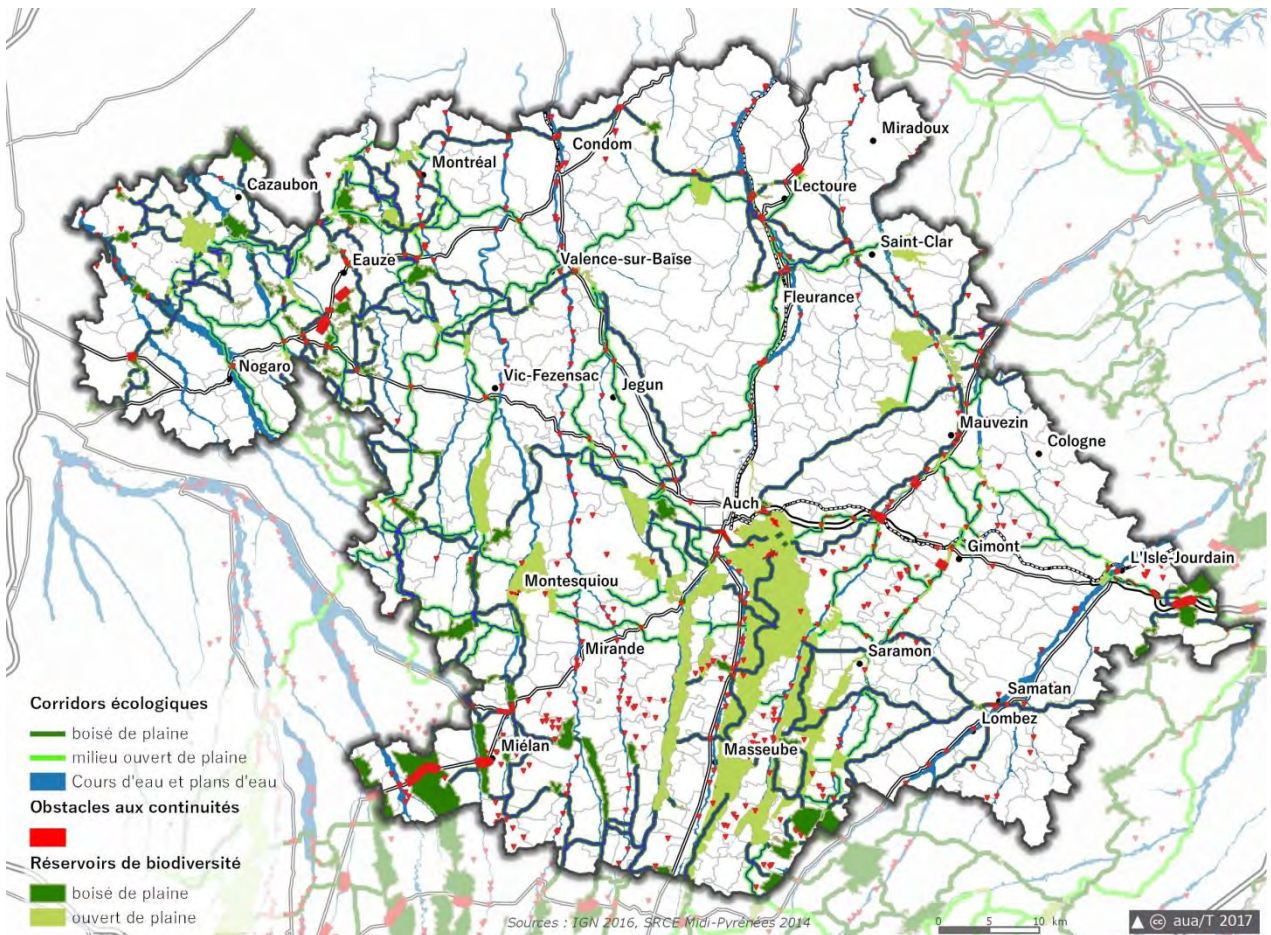 Miradoux
Condom
Montréal
Cazaubon
Lectoure
Saint-Clar
Eauze
Valence-sur-Baïse
Fleurance
Nogaro
Vic-Fezensac
Jegun
Mauvezin
Cologne
Auch
Gimont
L'Isle-Jourdain
Montesquiou
Mirande
Saramon
Samatan
Lombez
Miélan
Masseube
Corridors écologiques
boisé de plaine
milieu ouvert de plaine
Cours d'eau et plans d'eau
Obstacles aux continuités
Réservoirs de biodiversité
boisé de plaine
ouvert de plaine
Sources : IGN 2016, SRCE Midi-Pyrénées 2014
0 5 10 km
cc aua/T 2017